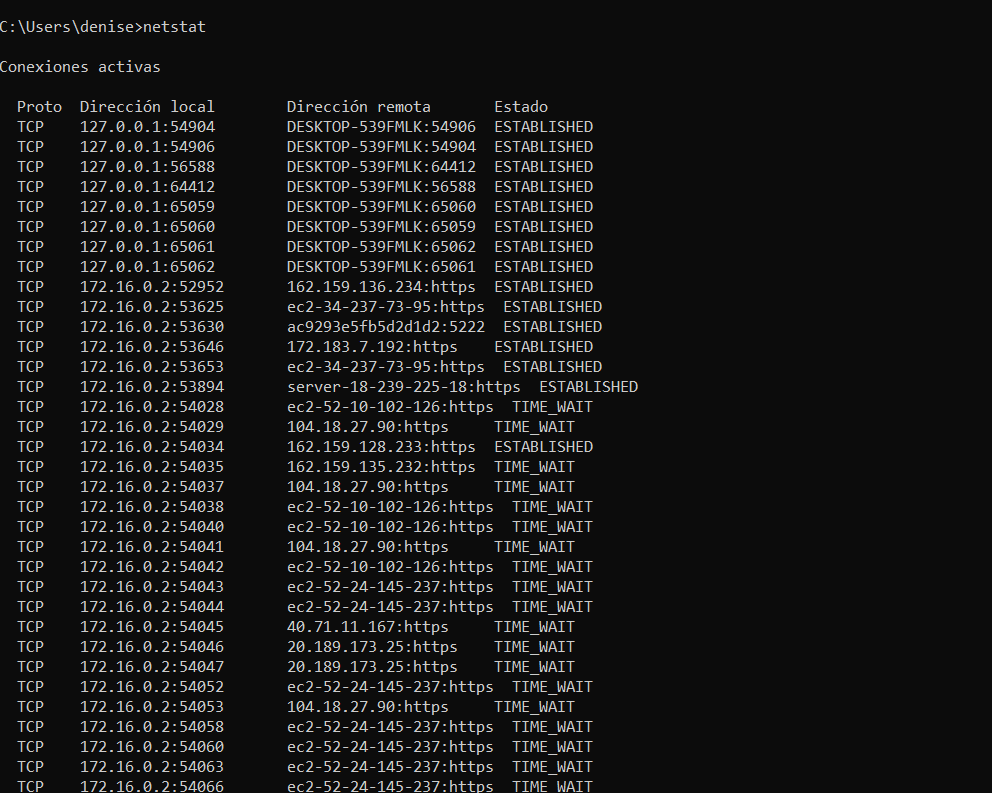 C:\Users\denise>netstat
Conexiones activas
Proto Dirección local Dirección remota Estado
TCP 127.0.0.1:54904 DESKTOP-539FMLK:54906 ESTABLISHED
TCP 127.0.0.1:54906 DESKTOP-539FMLK:54904 ESTABLISHED
TCP 127.0.0.1:56588 DESKTOP-539FMLK:64412 ESTABLISHED
TCP 127.0.0.1:64412 DESKTOP-539FMLK:56588 ESTABLISHED
TCP 127.0.0.1:65059 DESKTOP-539FMLK:65060 ESTABLISHED
TCP 127.0.0.1:65060 DESKTOP-539FMLK:65059 ESTABLISHED
TCP 127.0.0.1:65061 DESKTOP-539FMLK:65062 ESTABLISHED
TCP 127.0.0.1:65062 DESKTOP-539FMLK:65061 ESTABLISHED
TCP 172.16.0.2:52952 162.159.136.234:https ESTABLISHED
TCP 172.16.0.2:53625 ec2-34-237-73-95:https ESTABLISHED
TCP 172.16.0.2:53630 ac9293e5fb5d2d1d2:5222 ESTABLISHED
TCP 172.16.0.2:53646 172.183.7.192:https ESTABLISHED
TCP 172.16.0.2:53653 ec2-34-237-73-95:https ESTABLISHED
TCP 172.16.0.2:53894 server-18-239-225-18:https ESTABLISHED
TCP 172.16.0.2:54028 ec2-52-10-102-126:https TIME_WAIT
TCP 172.16.0.2:54029 104.18.27.90:https TIME_WAIT
TCP 172.16.0.2:54034 162.159.128.233:https ESTABLISHED
TCP 172.16.0.2:54035 162.159.135.232:https TIME_WAIT
TCP 172.16.0.2:54037 104.18.27.90:https TIME_WAIT
TCP 172.16.0.2:54038 ec2-52-10-102-126:https TIME_WAIT
TCP 172.16.0.2:54040 ec2-52-10-102-126:https TIME_WAIT
TCP 172.16.0.2:54041 104.18.27.90:https TIME_WAIT
TCP 172.16.0.2:54042 ec2-52-10-102-126:https TIME_WAIT
TCP 172.16.0.2:54043 ec2-52-24-145-237:https TIME_WAIT
TCP 172.16.0.2:54044 ec2-52-24-145-237:https TIME_WAIT
TCP 172.16.0.2:54045 40.71.11.167:https TIME_WAIT
TCP 172.16.0.2:54046 20.189.173.25:https TIME_WAIT
TCP 172.16.0.2:54047 20.189.173.25:https TIME_WAIT
TCP 172.16.0.2:54052 ec2-52-24-145-237:https TIME_WAIT
TCP 172.16.0.2:54053 104.18.27.90:https TIME_WAIT
TCP 172.16.0.2:54058 ec2-52-24-145-237:https TIME_WAIT
TCP 172.16.0.2:54060 ec2-52-24-145-237:https TIME_WAIT
TCP 172.16.0.2:54063 ec2-52-24-145-237:https TIME_WAIT
TCP 172.16.0.2:54066 ec2-52-24-145-237:https TIME_WAIT